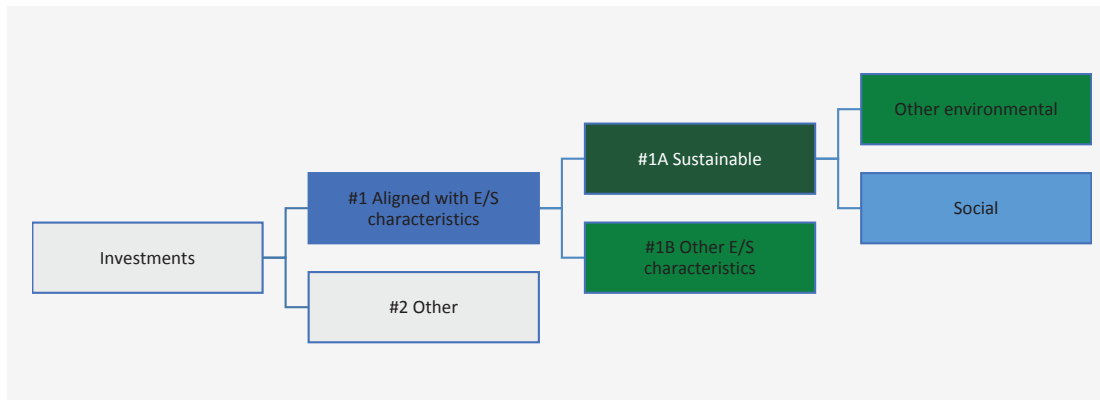 Investments
#1 Aligned with E/S
characteristics
#2 Other
#1A Sustainable
#1B Other E/S
characteristics
Other environmental
Social